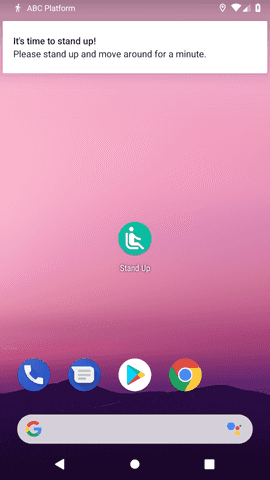 ABC Platform
It's time to stand up!
Please stand up and move around for a minute.
Stand Up